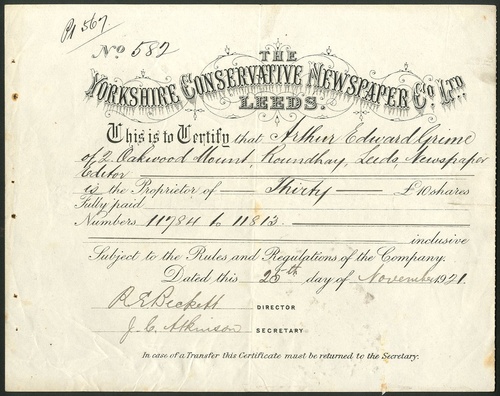 Pt 567
No 582
THE
YORKSHIRE CONSERVATIVE NEWSPAPER CO. LTD.
LEEDS.
This is to Certify that Arthur Edward Grime
of 2 Oakwood Mount, Roundhay, Leeds, Newspaper
Editor
is the Proprietor of — Thirty — £10 shares
Fully paid
Numbers 11784 to 11813
inclusive
Subject to the Rules and Regulations of the Company.
Dated this 25th day of November 1921.
R E Beckett DIRECTOR
J. C. Atkinson SECRETARY
In case of a Transfer this Certificate must be returned to the Secretary.